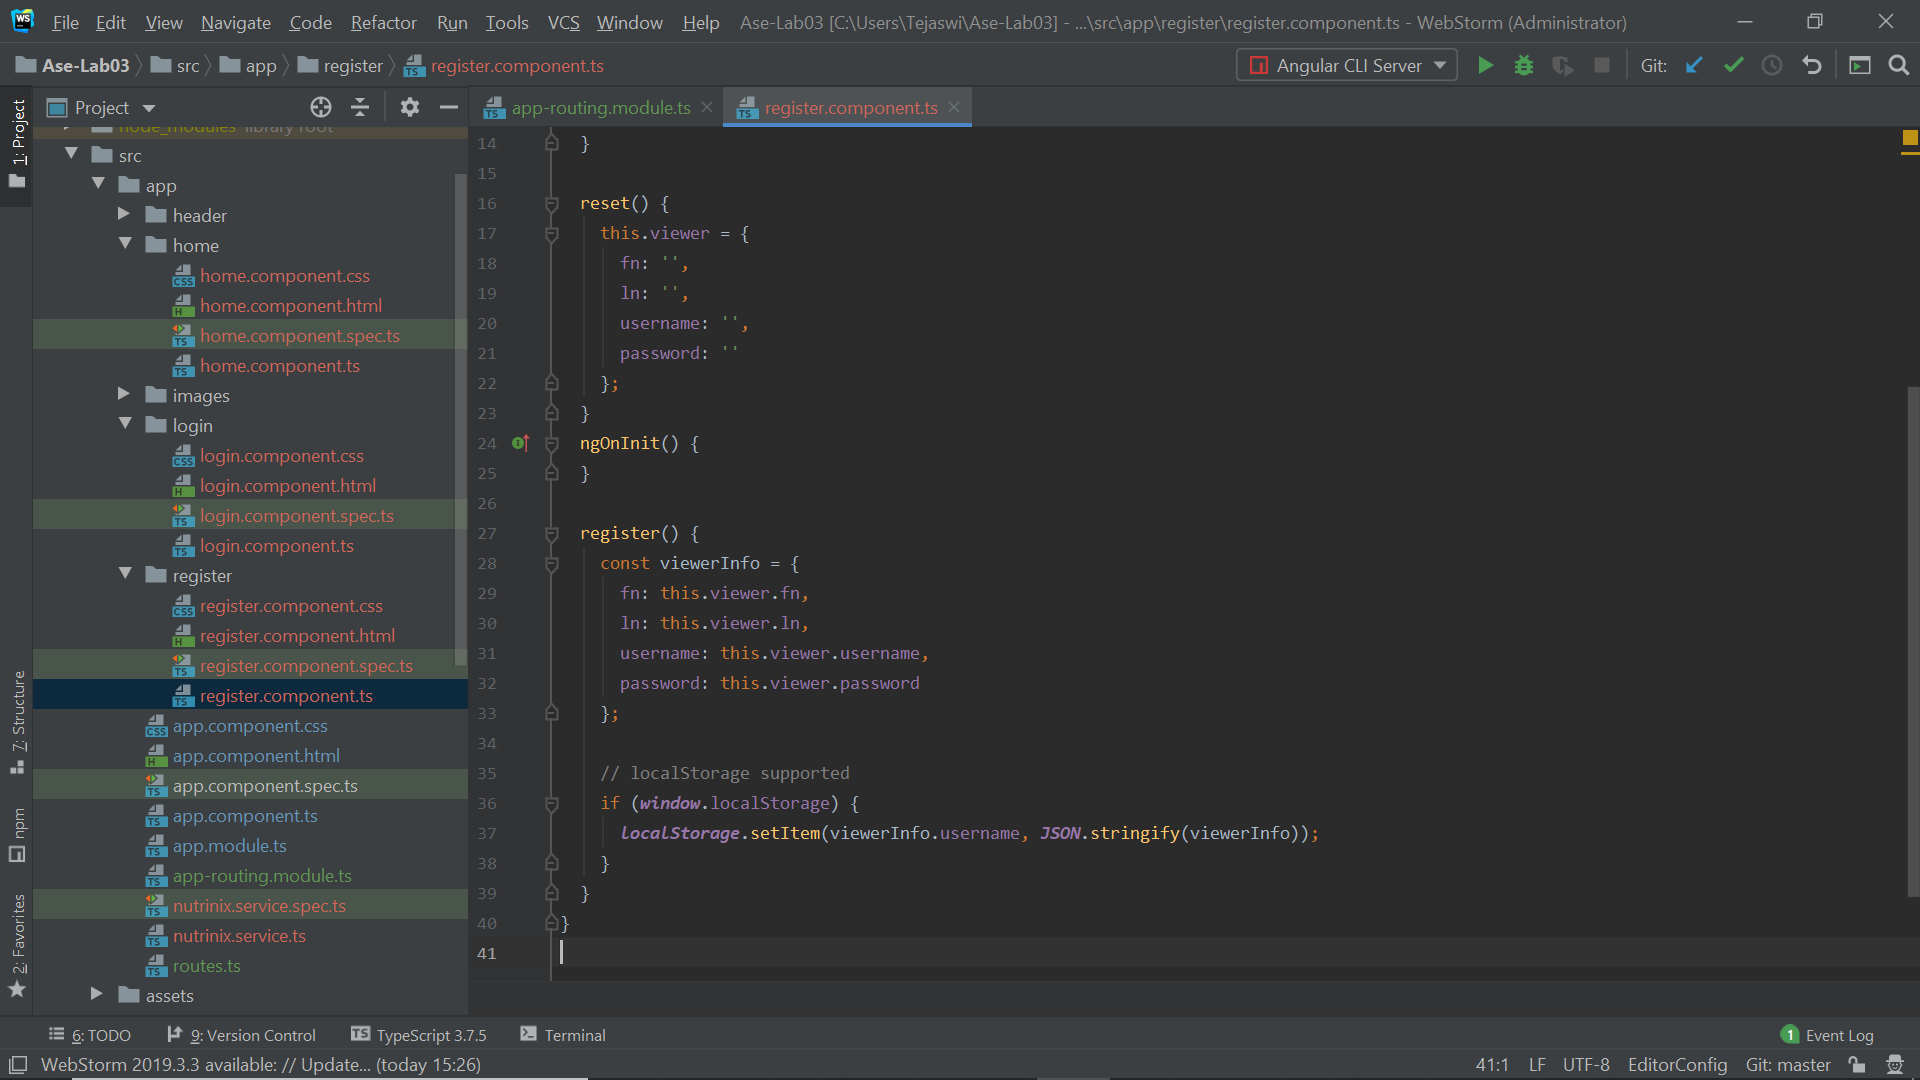 WS File Edit View Navigate Code Refactor Run Tools VCS Window Help Ase-Lab03 [C:\Users\Tejaswi\Ase-Lab03] - ...\src\app\register\register.component.ts - WebStorm (Administrator)
Ase-Lab03 src app register register.component.ts Angular CLI Server Git:
Project
app-routing.module.ts register.component.ts
1: Project
7: Structure
npm
2: Favorites
node_modules library root
src
app
header
home
home.component.css
home.component.html
home.component.spec.ts
home.component.ts
images
login
login.component.css
login.component.html
login.component.spec.ts
login.component.ts
register
register.component.css
register.component.html
register.component.spec.ts
register.component.ts
app.component.css
app.component.html
app.component.spec.ts
app.component.ts
app.module.ts
app-routing.module.ts
nutrinix.service.spec.ts
nutrinix.service.ts
routes.ts
assets
14 }
15
16 reset() {
17 this.viewer = {
18 fn: '',
19 ln: '',
20 username: '',
21 password: ''
22 };
23 }
24 ngOnInit() {
25 }
26
27 register() {
28 const viewerInfo = {
29 fn: this.viewer.fn,
30 ln: this.viewer.ln,
31 username: this.viewer.username,
32 password: this.viewer.password
33 };
34
35 // localStorage supported
36 if (window.localStorage) {
37 localStorage.setItem(viewerInfo.username, JSON.stringify(viewerInfo));
38 }
39 }
40 }
41
6: TODO 9: Version Control TypeScript 3.7.5 Terminal 1 Event Log
WebStorm 2019.3.3 available: // Update... (today 15:26) 41:1 LF UTF-8 EditorConfig Git: master